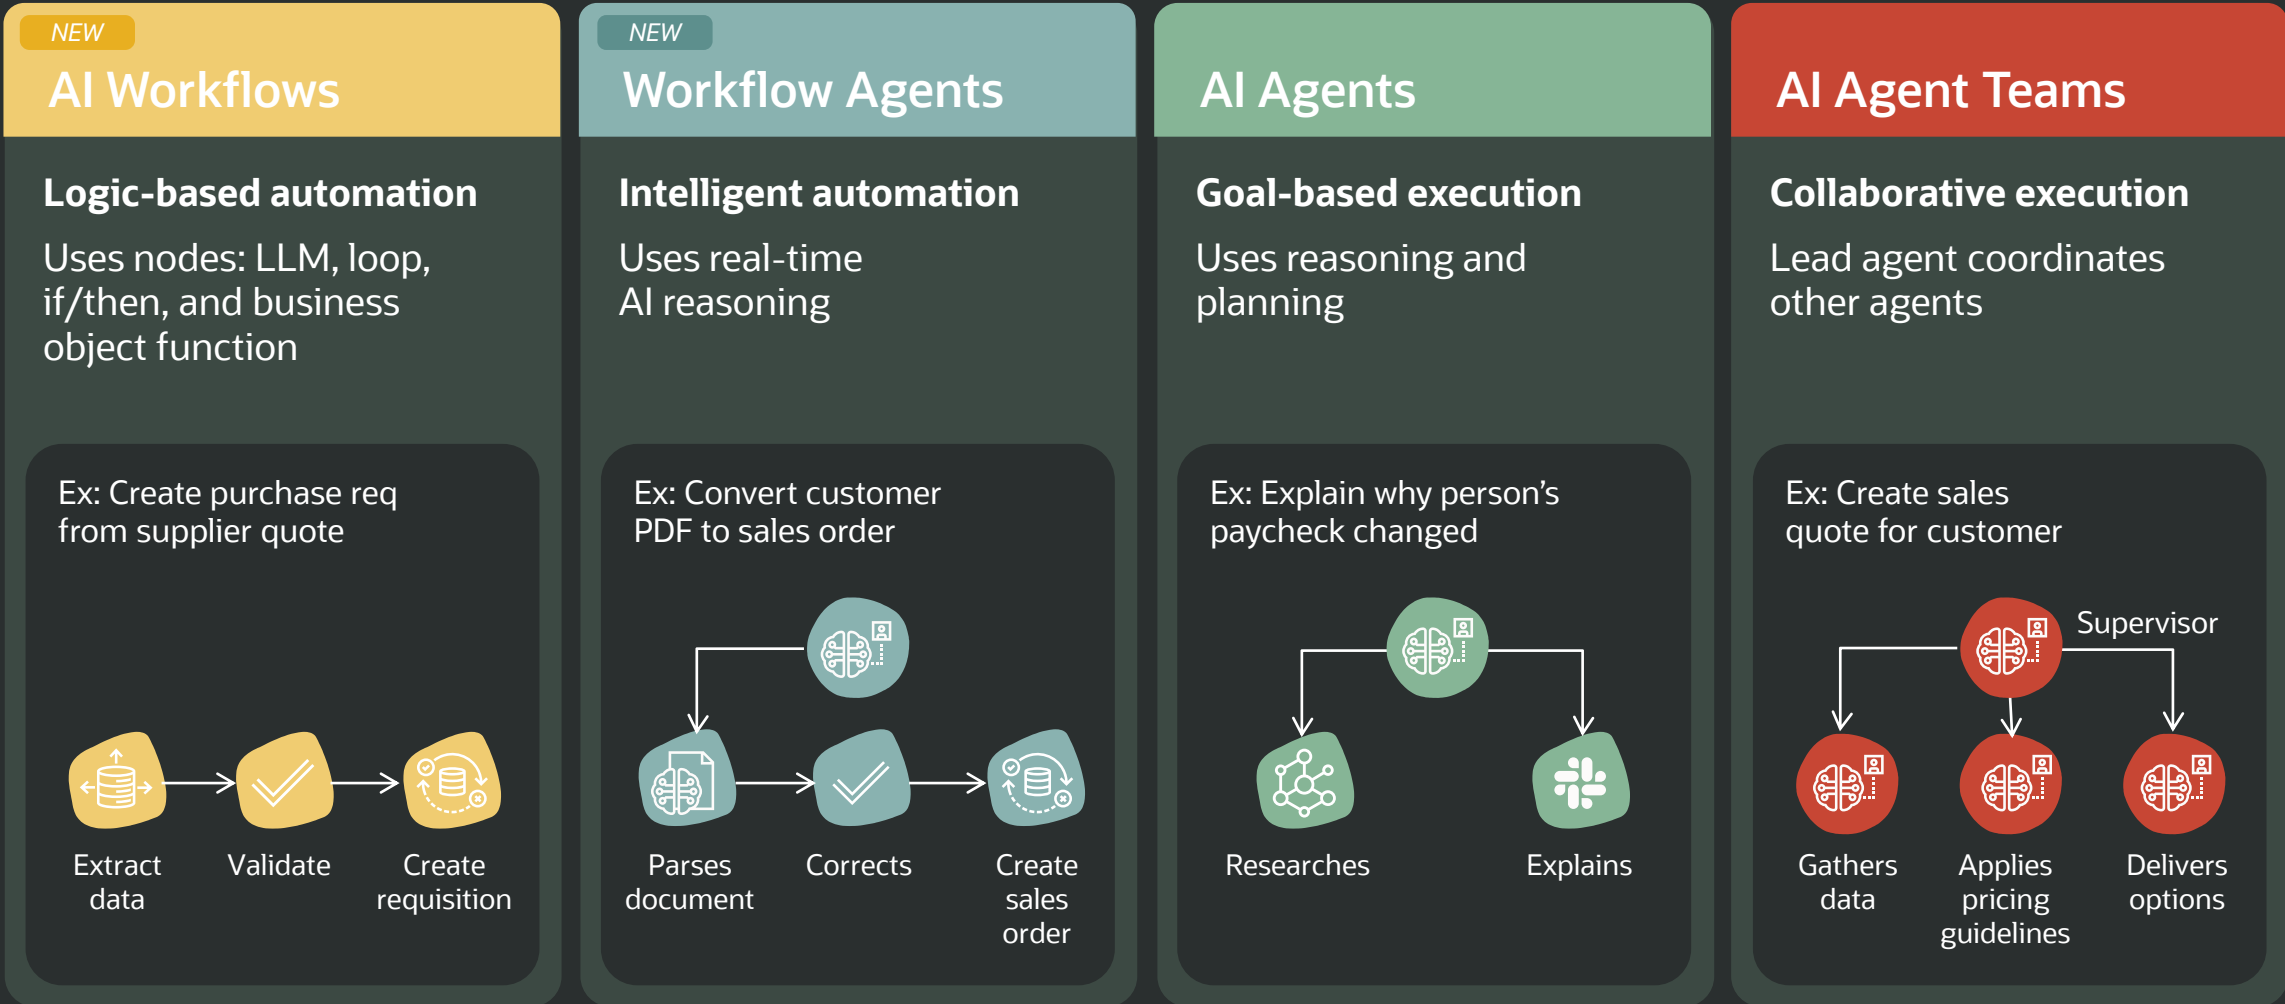 NEW
AI Workflows
Logic-based automation
Uses nodes: LLM, loop,
if/then, and business
object function
Ex: Create purchase req
from supplier quote
Extract
data
Validate
Create
requisition
NEW
Workflow Agents
Intelligent automation
Uses real-time
AI reasoning
Ex: Convert customer
PDF to sales order
Parses
document
Corrects
Create
sales
order
AI Agents
Goal-based execution
Uses reasoning and
planning
Ex: Explain why person’s
paycheck changed
Researches
Explains
AI Agent Teams
Collaborative execution
Lead agent coordinates
other agents
Ex: Create sales
quote for customer
Supervisor
Gathers
data
Applies
pricing
guidelines
Delivers
options